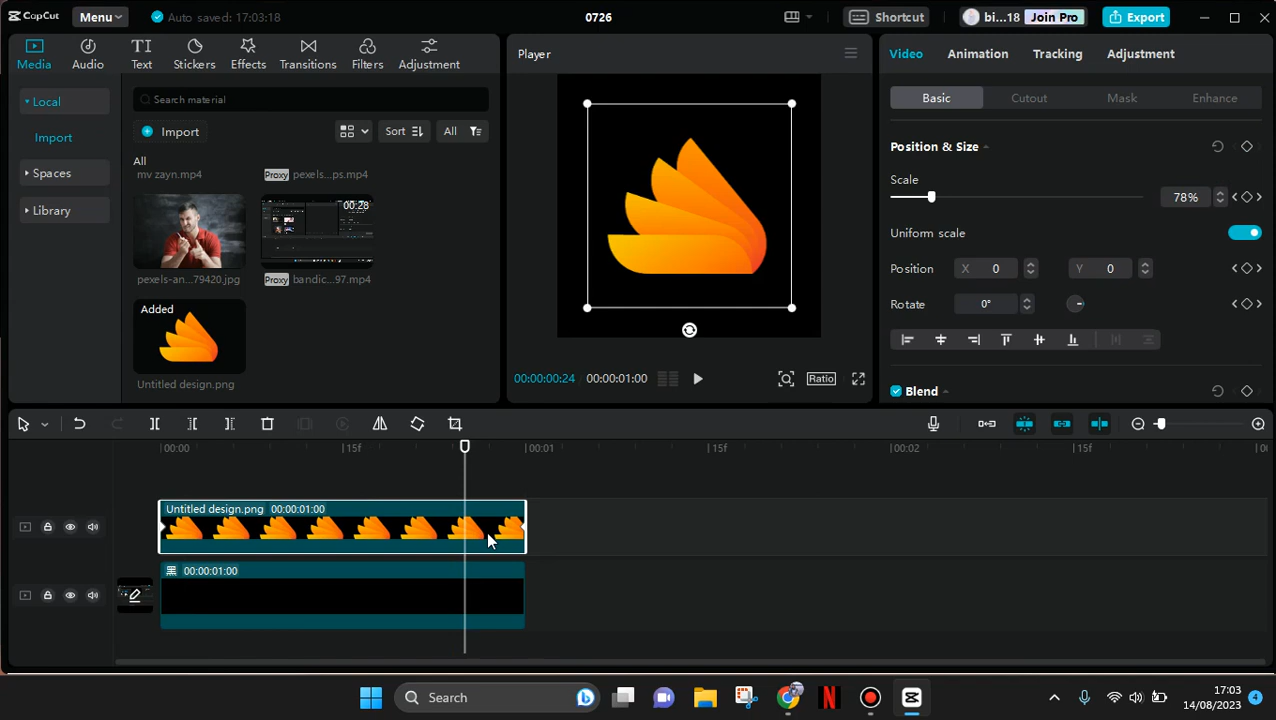 CapCut Menu Auto saved: 17:03:18 0726 Shortcut bi...18 Join Pro Export
Media Audio Text Stickers Effects Transitions Filters Adjustment
Local
Import
Spaces
Library
Search material
Import Sort All
All
mv zayn.mp4 Proxy pexels...ps.mp4
00:28
pexels-an...79420.jpg Proxy bandic...97.mp4
Added
Untitled design.png
Player
00:00:00:24 00:00:01:00 Ratio
Video Animation Tracking Adjustment
Basic Cutout Mask Enhance
Position & Size
Scale
78%
Uniform scale
Position X 0 Y 0
Rotate 0°
Blend
00:00 15f 00:01 15f 00:02 15f
Untitled design.png 00:00:01:00
黑 00:00:01:00
Search
17:03
14/08/2023
4